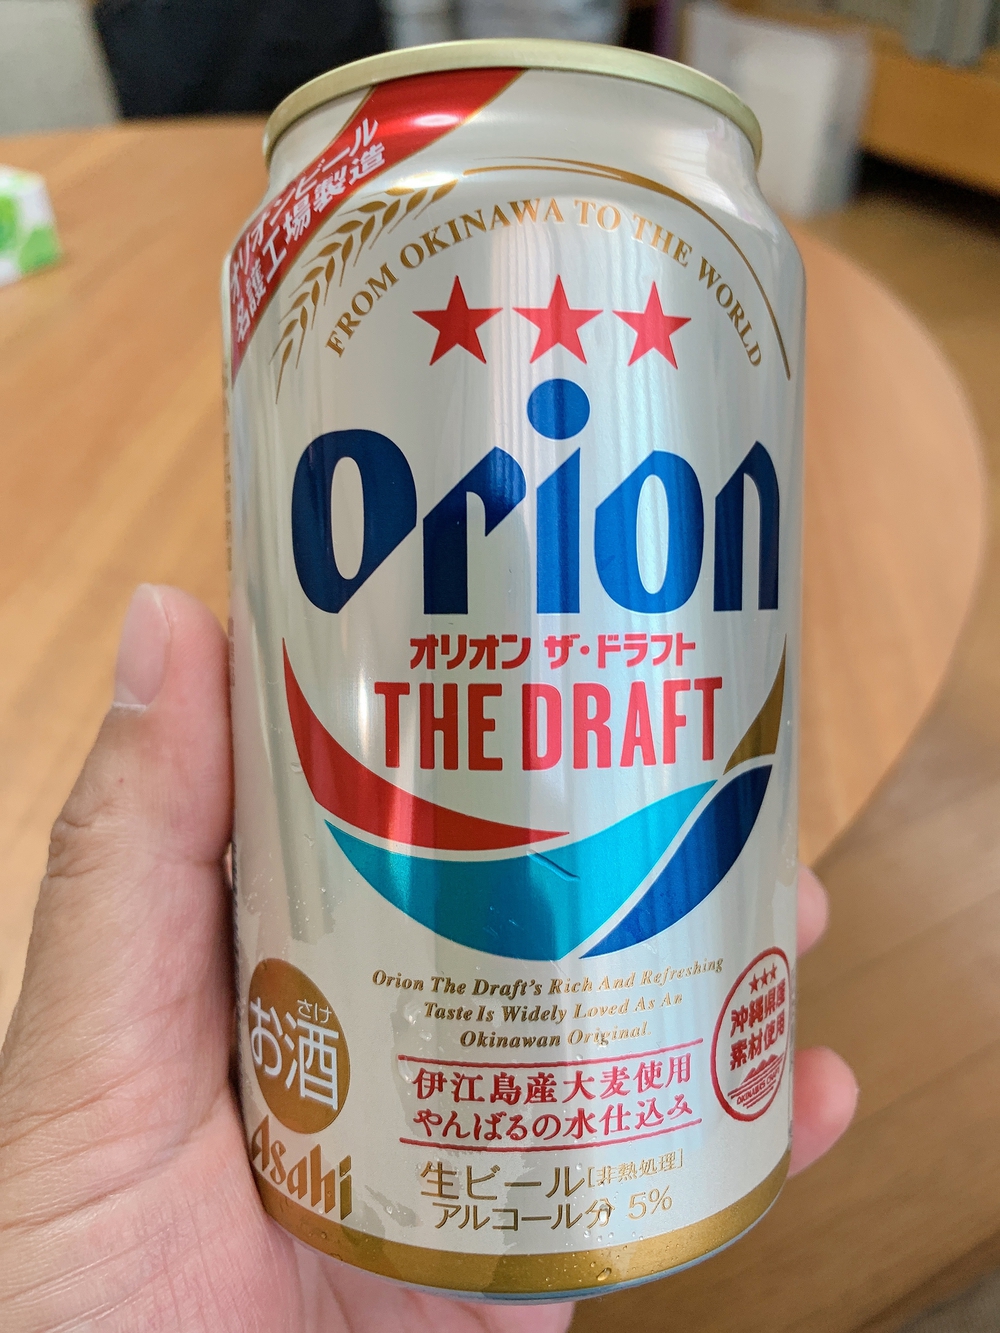 オリオンビール
名護工場製造
FROM OKINAWA TO THE WORLD
Orion
オリオン ザ・ドラフト
THE DRAFT
Orion The Draft's Rich And Refreshing
Taste Is Widely Loved As An
Okinawan Original.
沖縄県産
素材使用
さけ
お酒
伊江島産大麦使用
やんばるの水仕込み
Asahi
生ビール[非熱処理]
アルコール分 5%